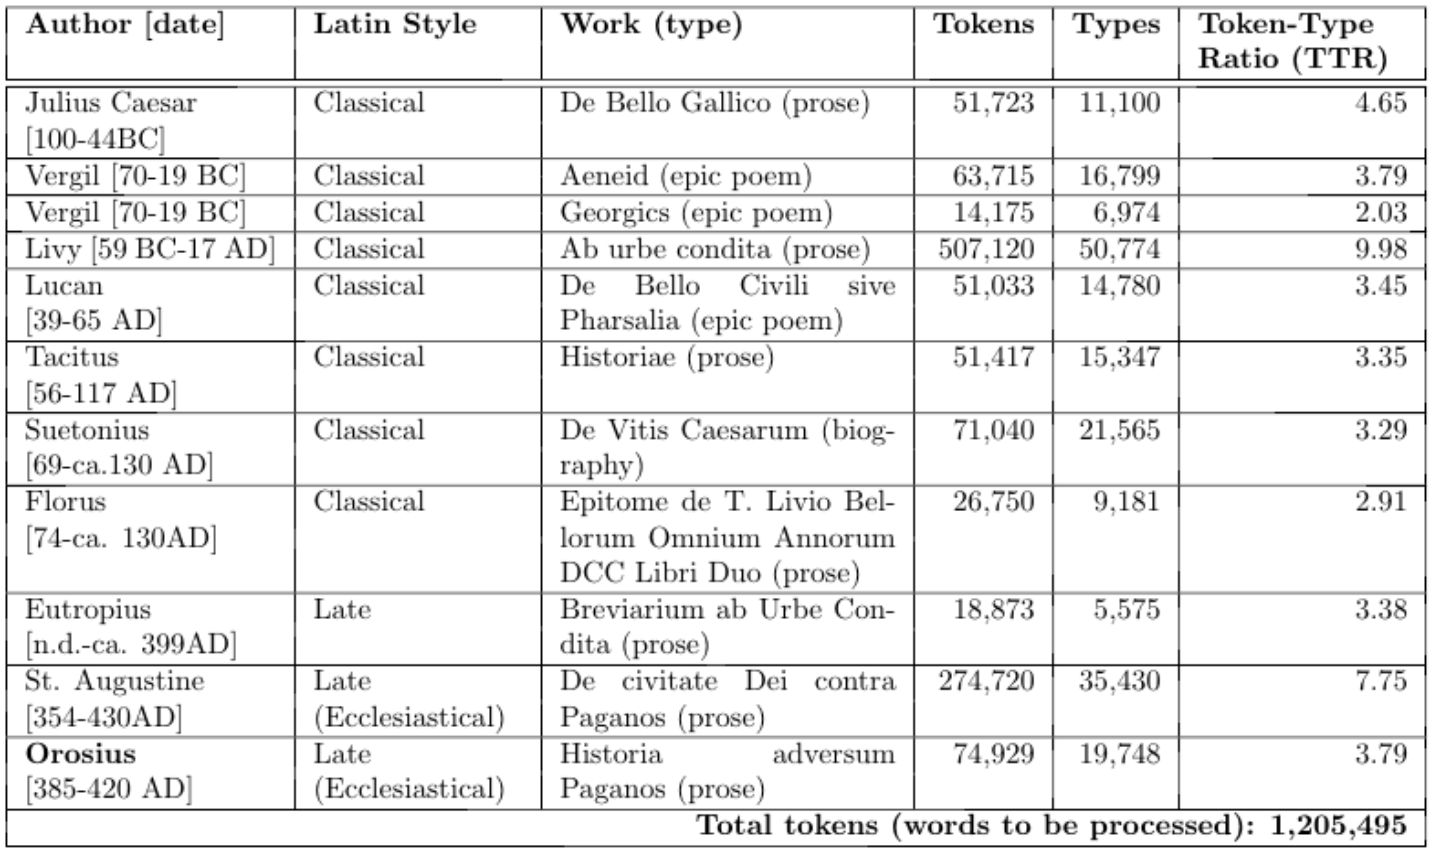 Author [date] Latin Style Work (type) Tokens Types Token-Type
Ratio (TTR)
Julius Caesar Classical De Bello Gallico (prose) 51,723 11,100 4.65
[100-44BC]
Vergil [70-19 BC] Classical Aeneid (epic poem) 63,715 16,799 3.79
Vergil [70-19 BC] Classical Georgics (epic poem) 14,175 6,974 2.03
Livy [59 BC-17 AD] Classical Ab urbe condita (prose) 507,120 50,774 9.98
Lucan Classical De Bello Civili sive 51,033 14,780 3.45
[39-65 AD] Pharsalia (epic poem)
Tacitus Classical Historiae (prose) 51,417 15,347 3.35
[56-117 AD]
Suetonius Classical De Vitis Caesarum (biog- 71,040 21,565 3.29
[69-ca.130 AD] raphy)
Florus Classical Epitome de T. Livio Bel- 26,750 9,181 2.91
[74-ca. 130AD] lorum Omnium Annorum
DCC Libri Duo (prose)
Eutropius Late Breviarium ab Urbe Con- 18,873 5,575 3.38
[n.d.-ca. 399AD] dita (prose)
St. Augustine Late De civitate Dei contra 274,720 35,430 7.75
[354-430AD] (Ecclesiastical) Paganos (prose)
Orosius Late Historia adversum 74,929 19,748 3.79
[385-420 AD] (Ecclesiastical) Paganos (prose)
Total tokens (words to be processed): 1,205,495